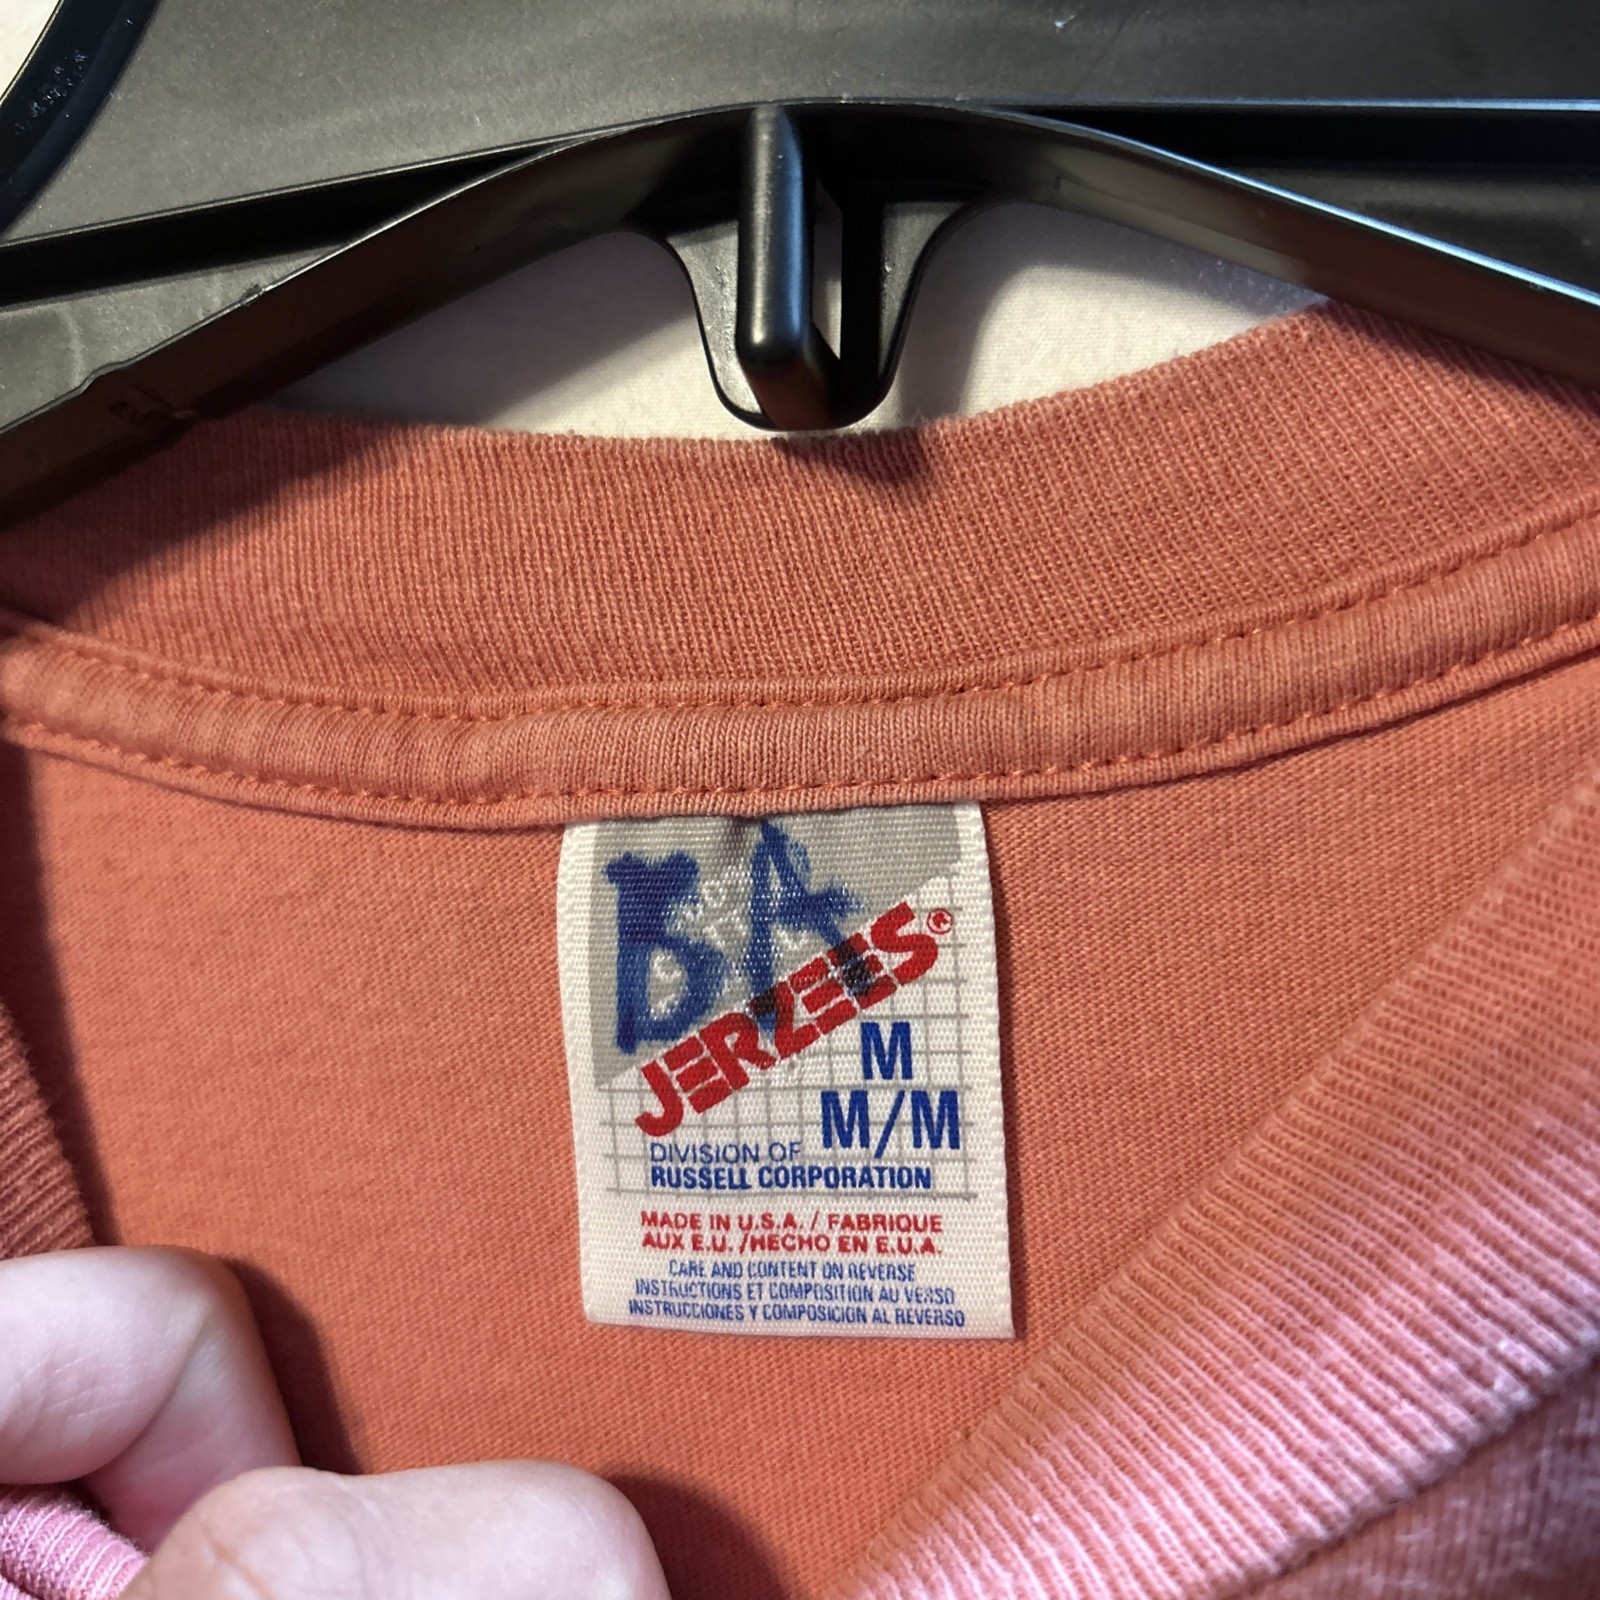 BA
JERZEES®
M
M/M
DIVISION OF
RUSSELL CORPORATION
MADE IN U.S.A. / FABRIQUE
AUX E.U. /HECHO EN E.U.A.
CARE AND CONTENT ON REVERSE
INSTRUCTIONS ET COMPOSITION AU VERSO
INSTRUCCIONES Y COMPOSICION AL REVERSO